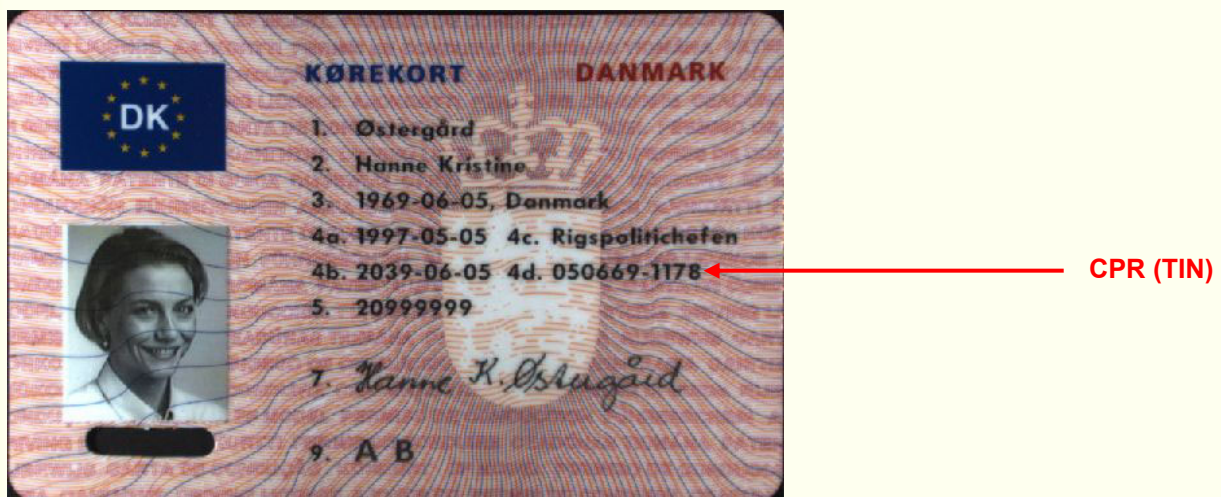 DK
KØREKORT DANMARK
1. Østergård
2. Hanne Kristine
3. 1969-06-05, Danmark
4a. 1997-05-05 4c. Rigspolitichefen
4b. 2039-06-05 4d. 050669-1178
CPR (TIN)
5. 20999999
7. Hanne K. Østergård
9. A B